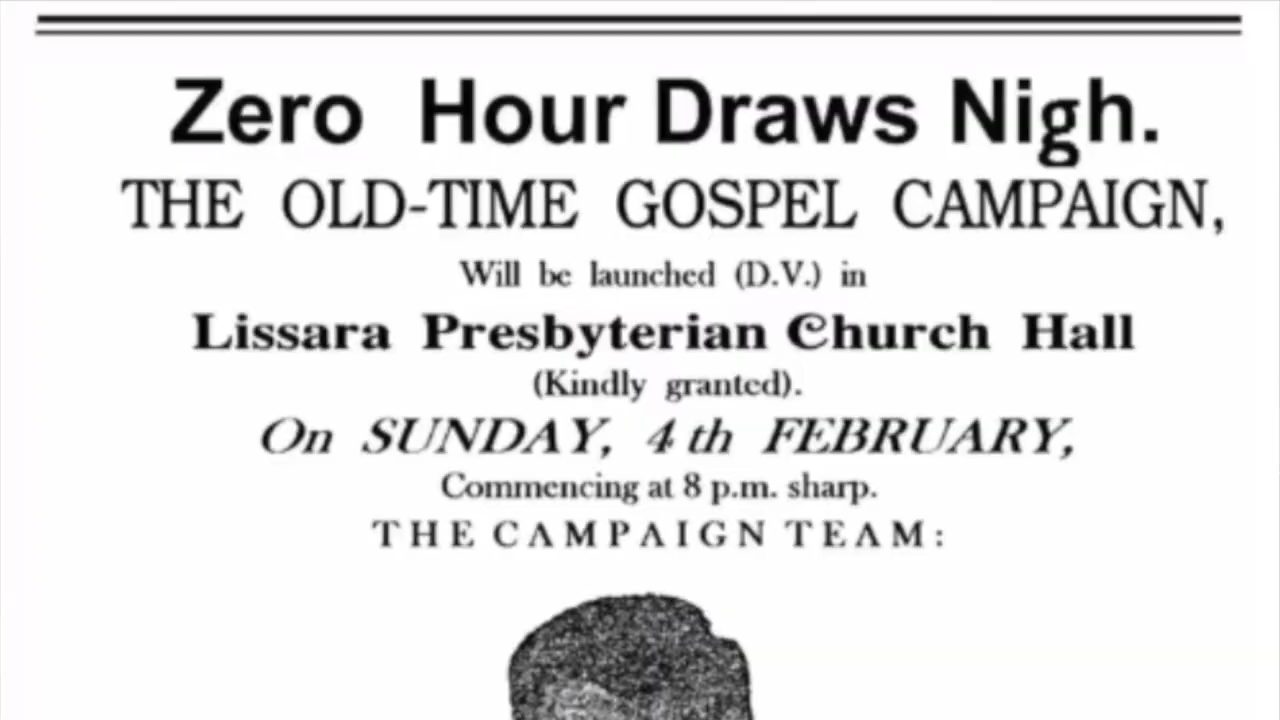 Zero Hour Draws Nigh.
THE OLD-TIME GOSPEL CAMPAIGN,
Will be launched (D.V.) in
Lissara Presbyterian Church Hall
(Kindly granted).
On SUNDAY, 4th FEBRUARY,
Commencing at 8 p.m. sharp.
THE CAMPAIGN TEAM: